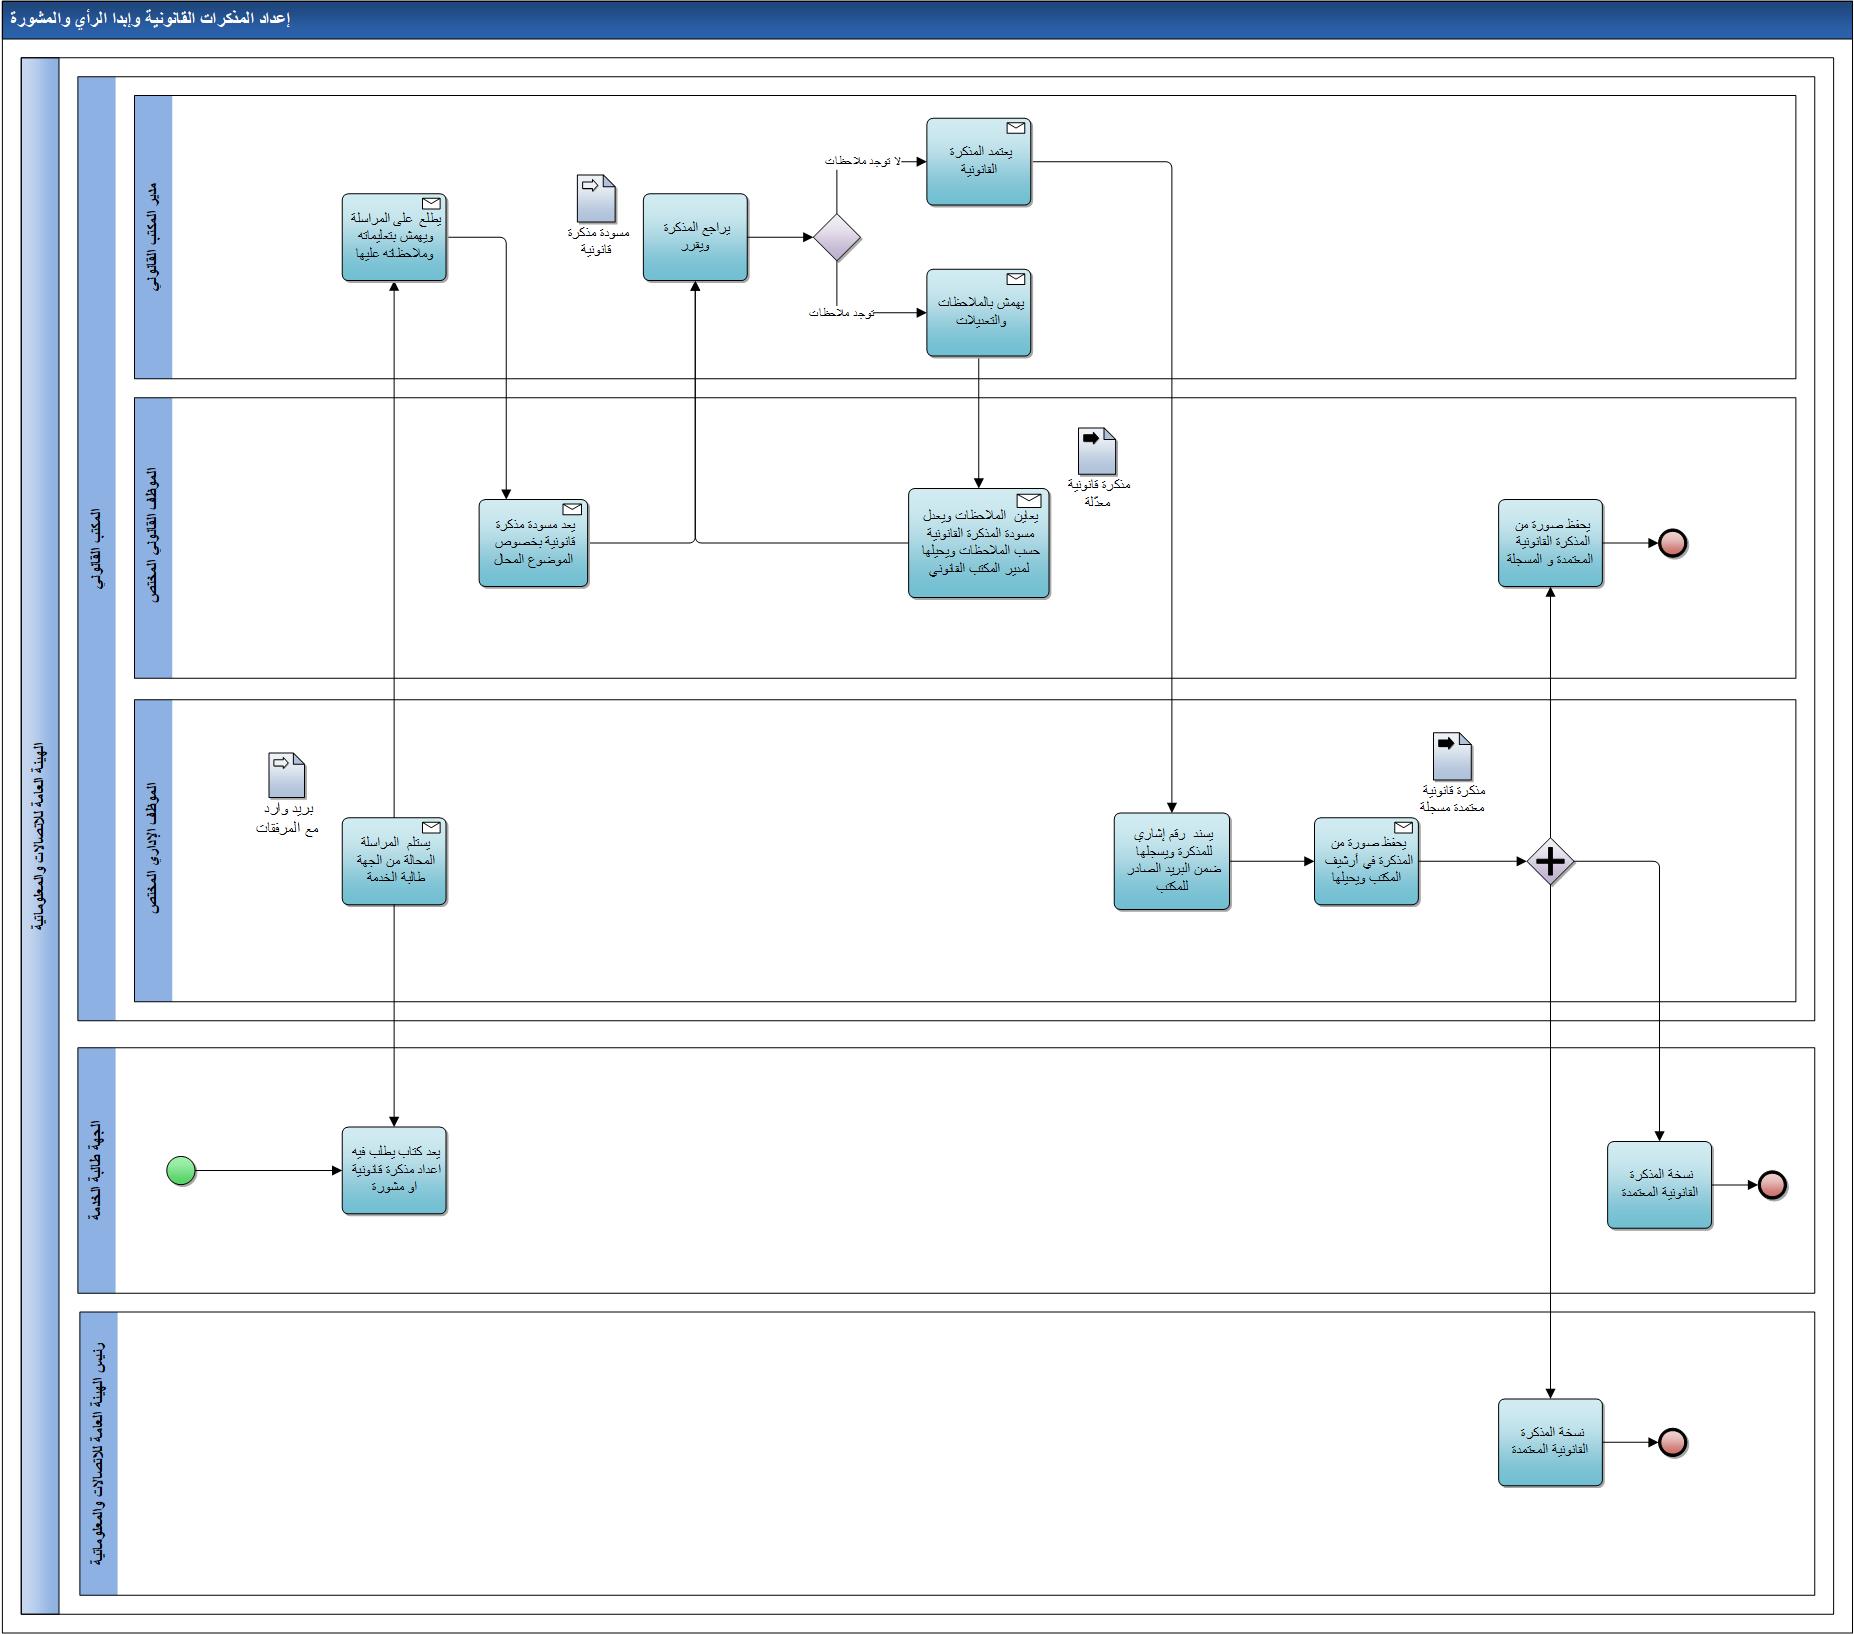 إعداد المذكرات القانونية وإبدا الرأي والمشورة
الهيئة العامة للاتصالات والمعلوماتية
المكتب القانوني
مدير المكتب القانوني
يطلع على المراسلة
ويهمش بتعليماته
وملاحظاته عليها
مسودة مذكرة
قانونية
يراجع المذكرة
ويقرر
لا توجد ملاحظات
يعتمد المذكرة
القانونية
توجد ملاحظات
يهمش بالملاحظات
والتعديلات
الموظف القانوني المختص
يعد مسودة مذكرة
قانونية بخصوص
الموضوع المحال
يعاين الملاحظات ويعدل
مسودة المذكرة القانونية
حسب الملاحظات ويحيلها
لمدير المكتب القانوني
مذكرة قانونية
معدّلة
يحفظ صورة من
المذكرة القانونية
المعتمدة و المسجلة
الموظف الإداري المختص
بريد وارد
مع المرفقات
يستلم المراسلة
المحالة من الجهة
طالبة الخدمة
يسند رقم إشاري
للمذكرة ويسجلها
ضمن البريد الصادر
للمكتب
يحفظ صورة من
المذكرة في أرشيف
المكتب ويحيلها
مذكرة قانونية
معتمدة مسجلة
الجهة طالبة الخدمة
يعد كتاب يطلب فيه
اعداد مذكرة قانونية
او مشورة
نسخة المذكرة
القانونية المعتمدة
رئيس الهيئة العامة للاتصالات والمعلوماتية
نسخة المذكرة
القانونية المعتمدة